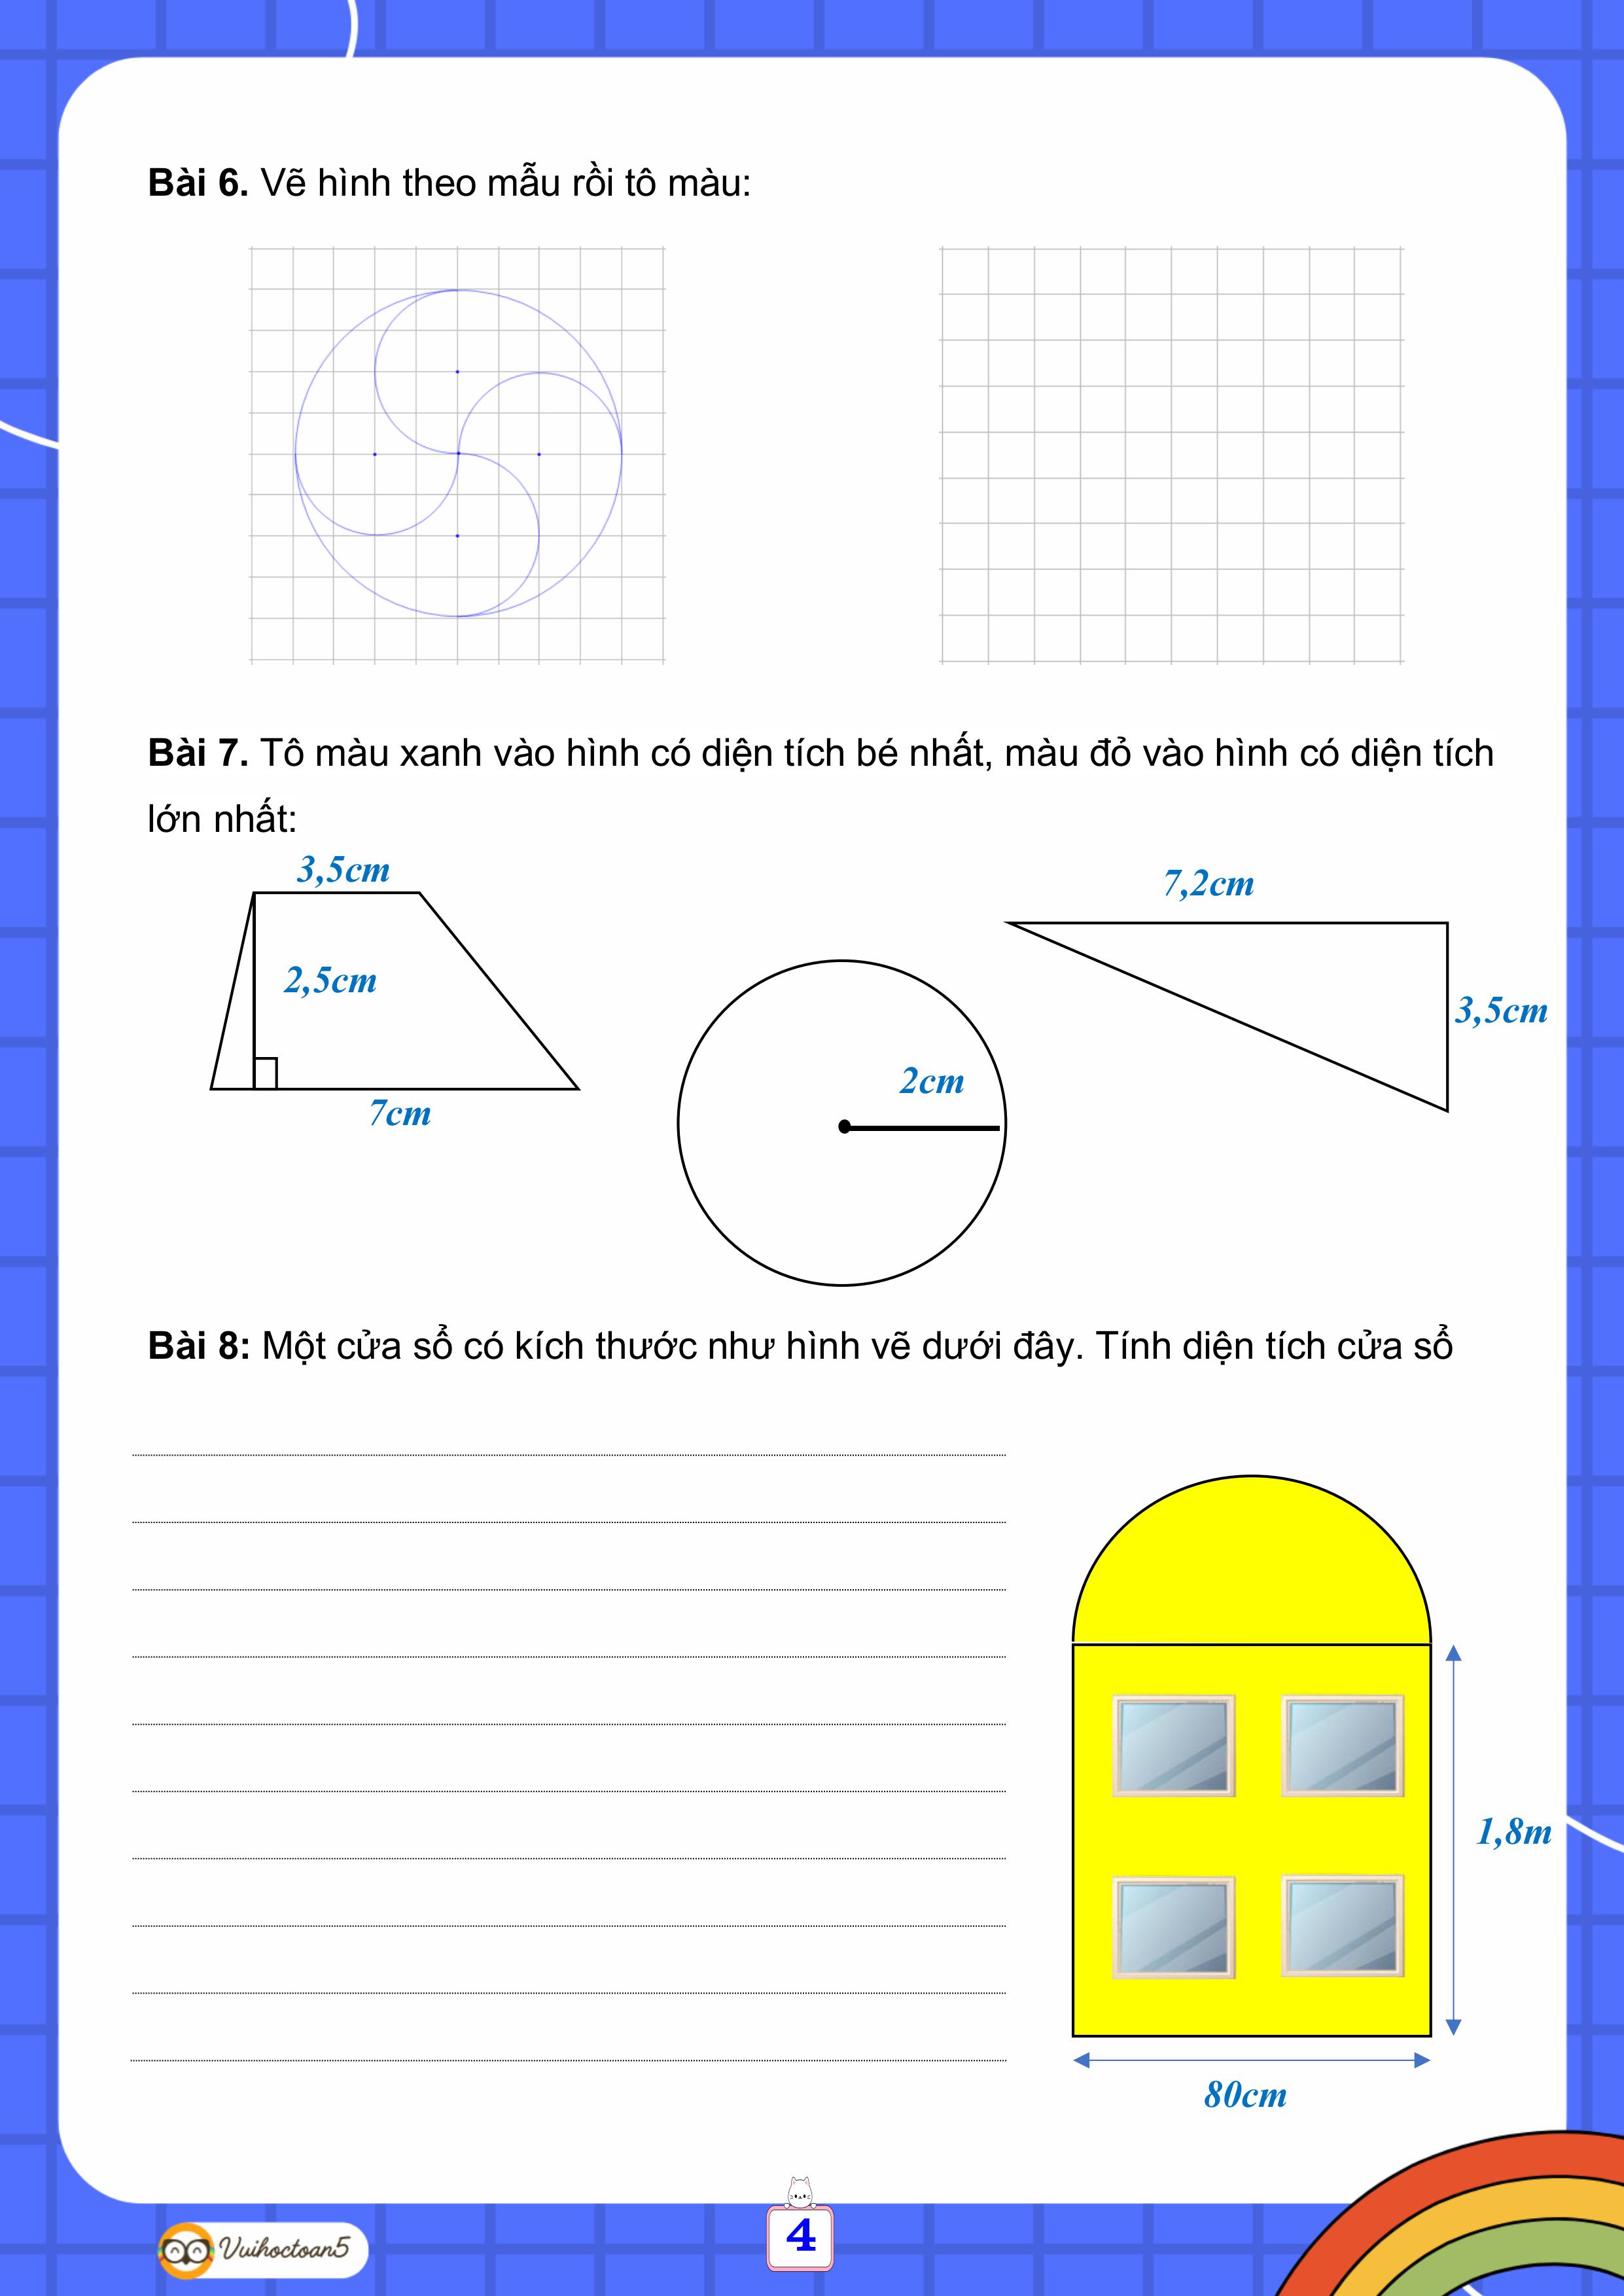 Bài 6. Vẽ hình theo mẫu rồi tô màu:
Bài 7. Tô màu xanh vào hình có diện tích bé nhất, màu đỏ vào hình có diện tích
lớn nhất:
3,5cm
2,5cm
7cm
2cm
7,2cm
3,5cm
Bài 8: Một cửa sổ có kích thước như hình vẽ dưới đây. Tính diện tích cửa sổ
1,8m
80cm
Vuihoctoan5
4